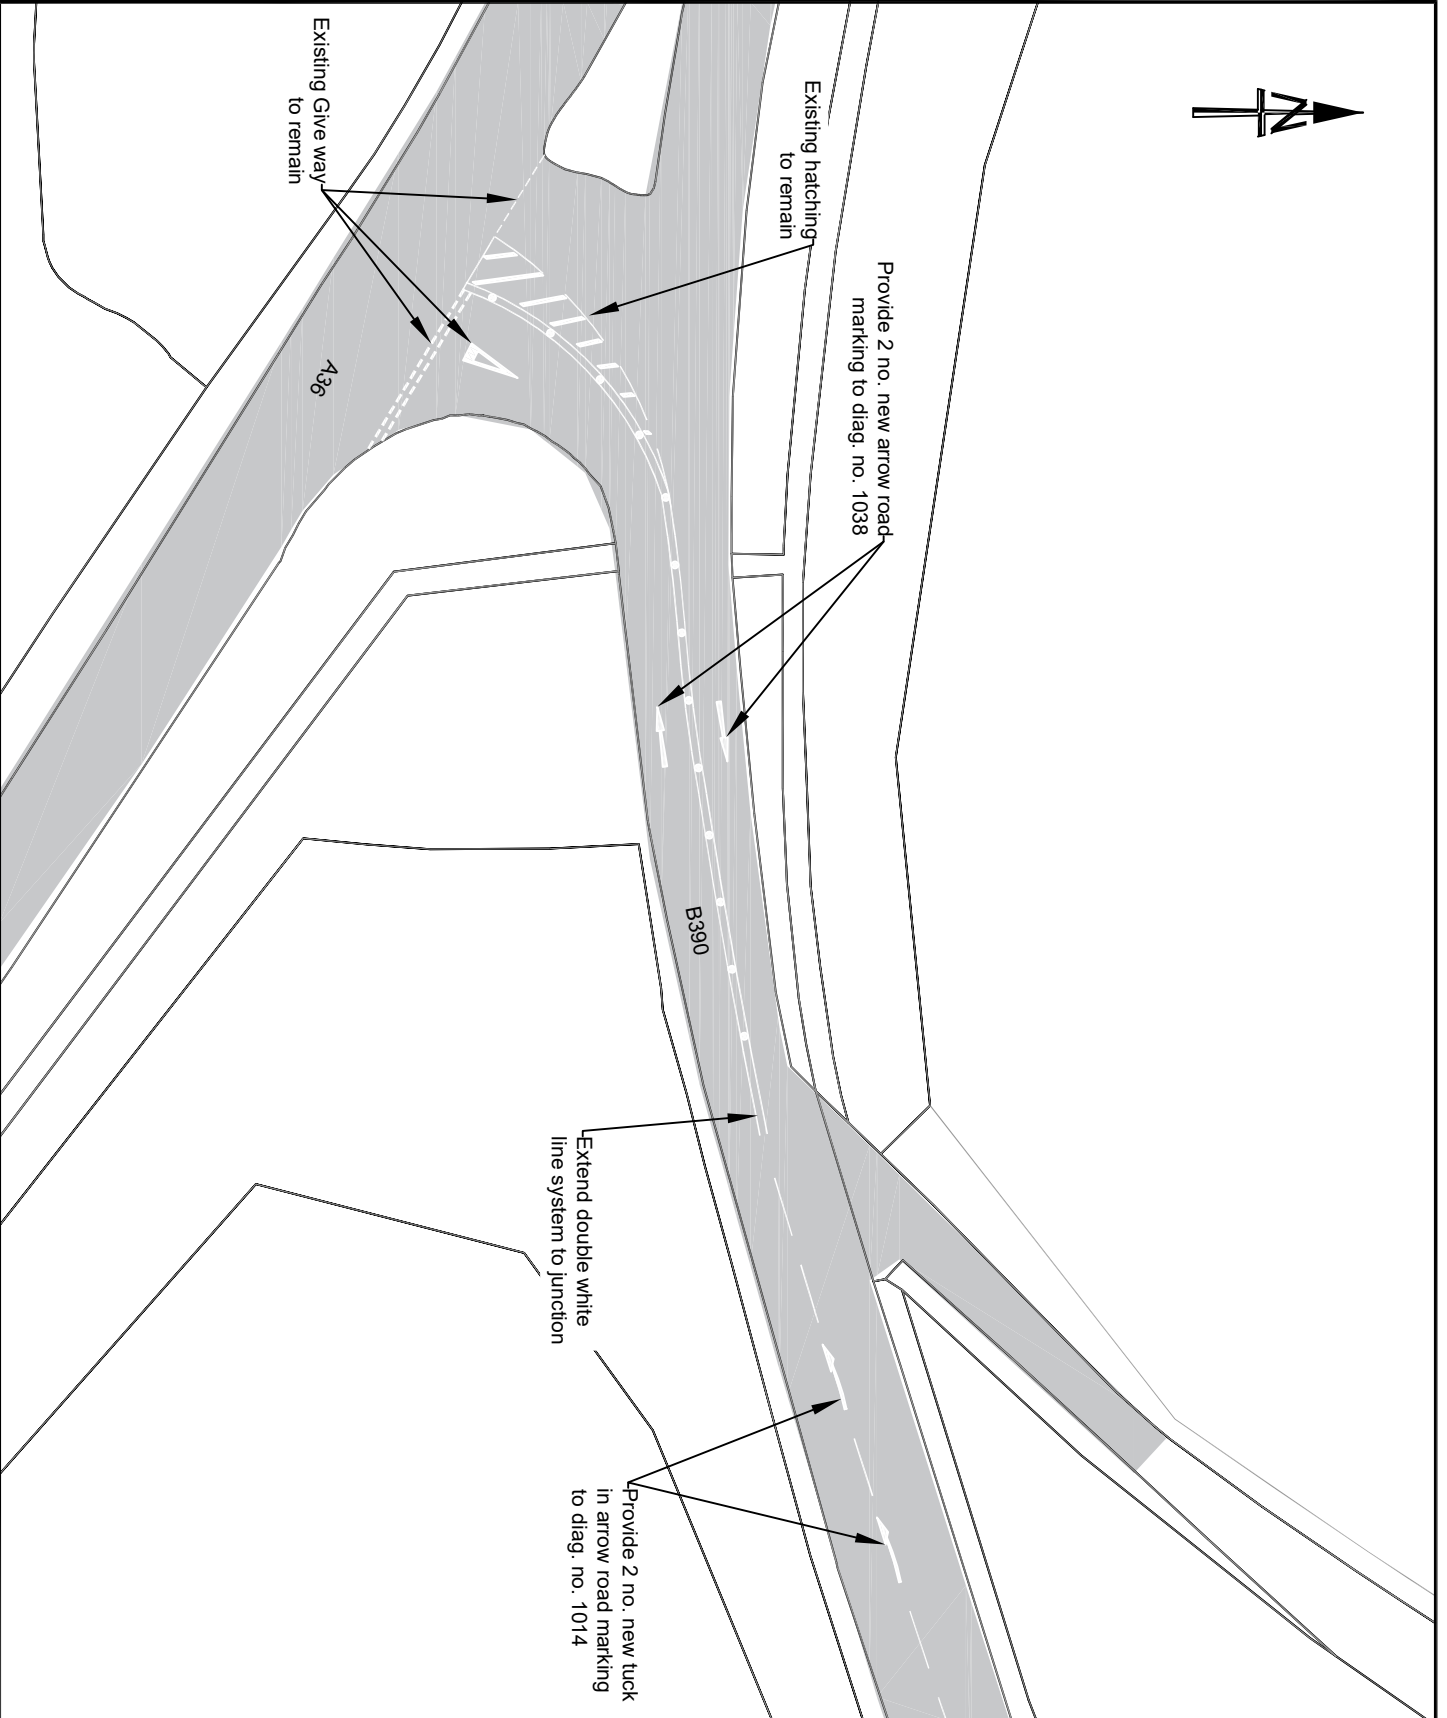 N
Existing Give way
to remain
Existing hatching
to remain
Provide 2 no. new arrow road
marking to diag. no. 1038
A36
B390
Extend double white
line system to junction
Provide 2 no. new tuck
in arrow road marking
to diag. no. 1014